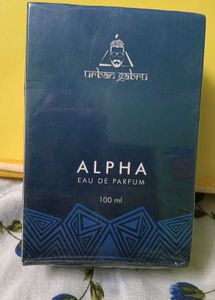 urban gabru
ALPHA
EAU DE PARFUM
100 ml